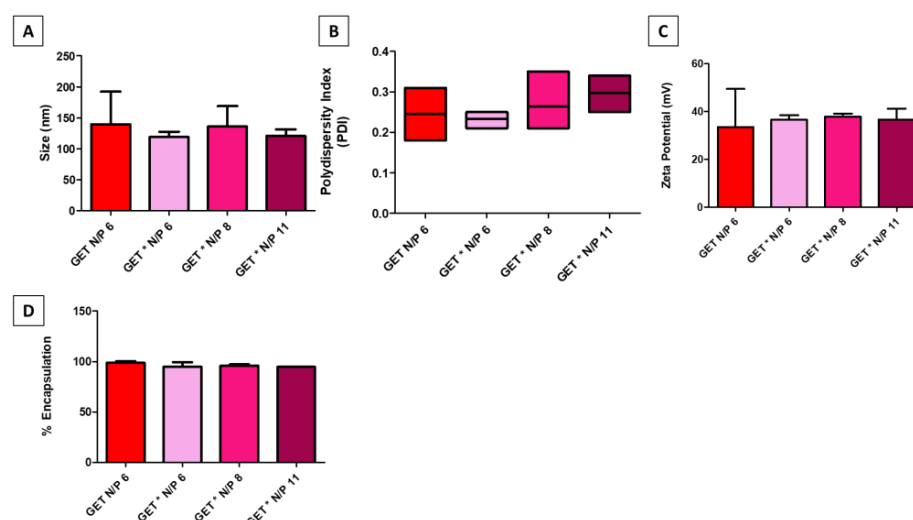 A
Size (nm)
250
200
150
100
50
0
GET N/P 6
GET * N/P 6
GET * N/P 8
GET * N/P 11
B
Polydispersity Index
(PDI)
0.4
0.3
0.2
0.1
0.0
GET N/P 6
GET * N/P 6
GET * N/P 8
GET * N/P 11
C
Zeta Potential (mV)
60
40
20
0
GET N/P 6
GET * N/P 6
GET * N/P 8
GET * N/P 11
D
% Encapsulation
150
100
50
0
GET N/P 6
GET * N/P 6
GET * N/P 8
GET * N/P 11